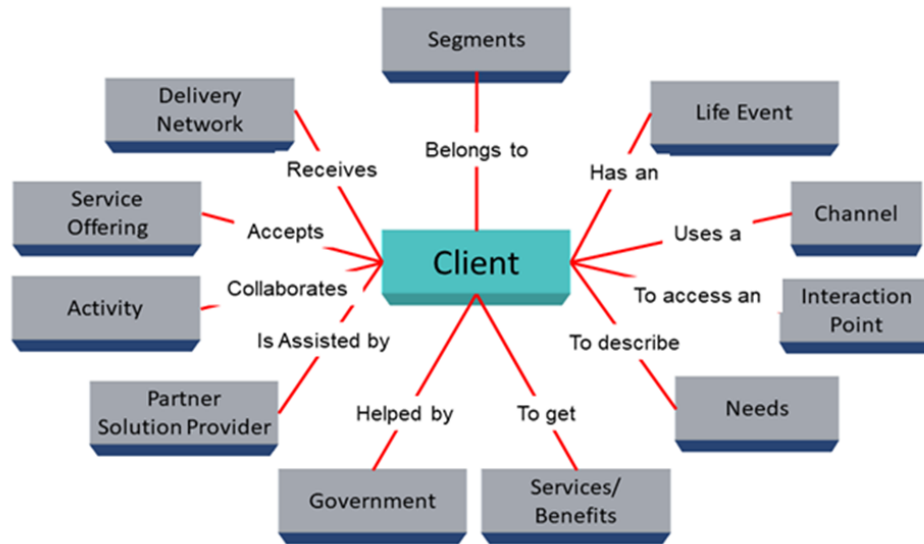 Segments
Delivery
Network
Life Event
Receives
Belongs to
Has an
Service
Offering
Accepts
Client
Uses a
Channel
Activity
Collaborates
To access an
Interaction
Point
Is Assisted by
To describe
Partner
Solution Provider
Helped by
To get
Needs
Government
Services/
Benefits